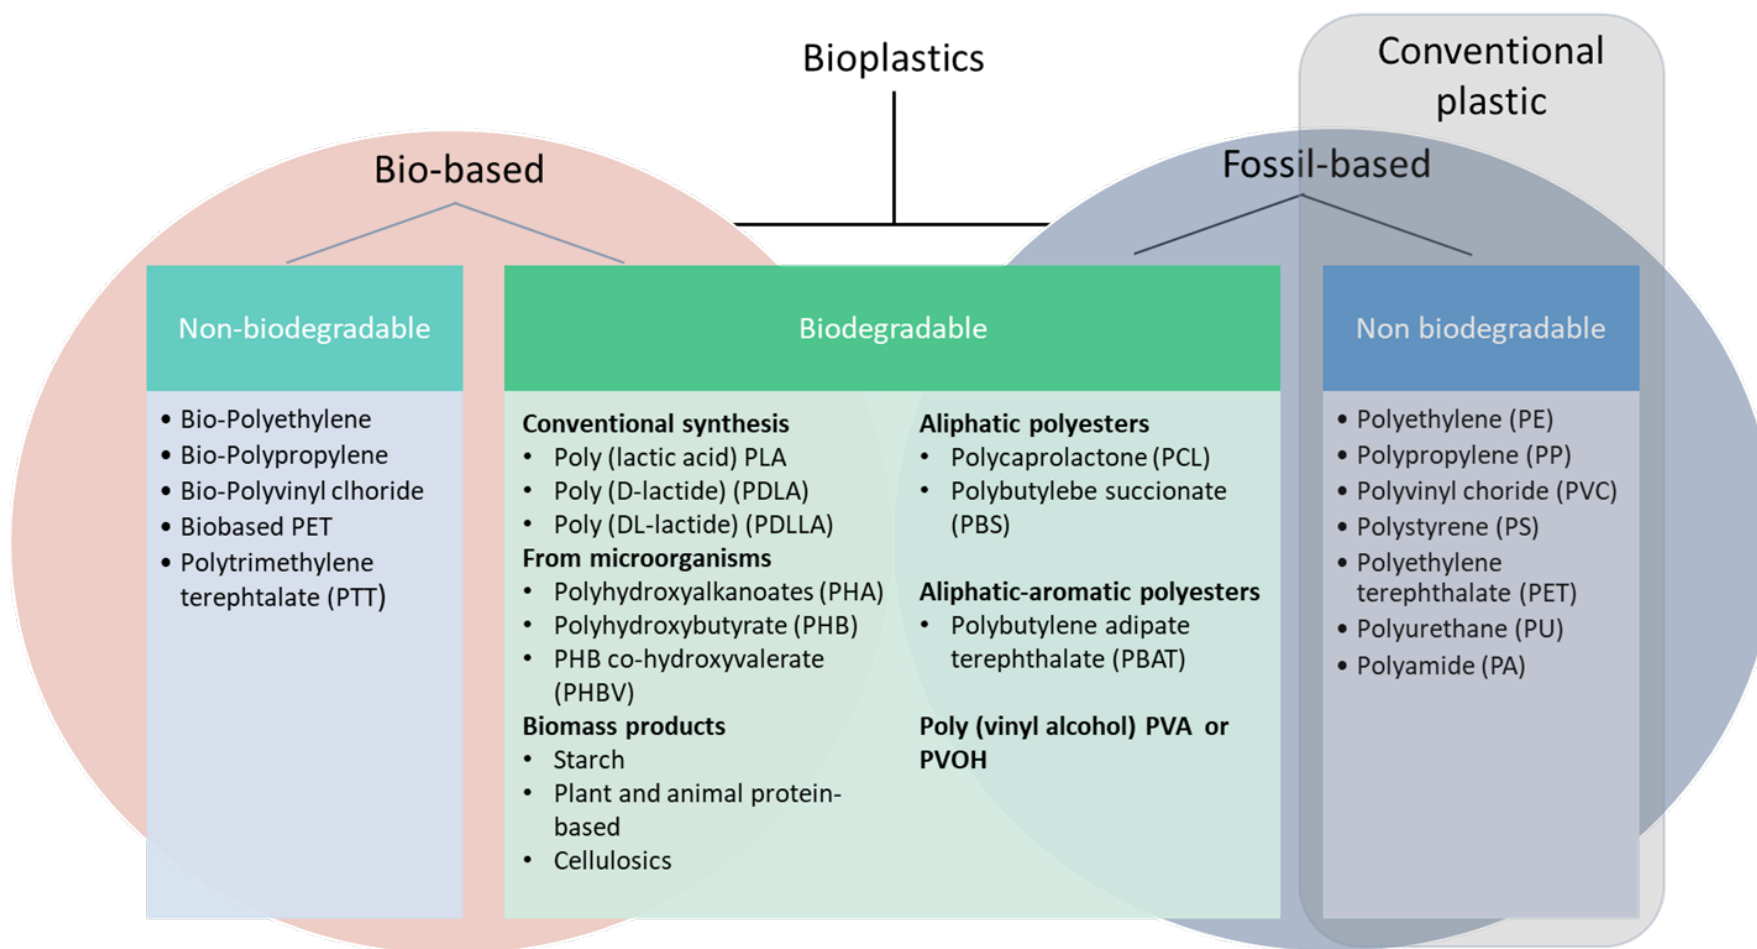 Bioplastics
Conventional
plastic
Bio-based
Fossil-based
Non-biodegradable
• Bio-Polyethylene
• Bio-Polypropylene
• Bio-Polyvinyl clhoride
• Biobased PET
• Polytrimethylene
terephtalate (PTT)
Biodegradable
Conventional synthesis
• Poly (lactic acid) PLA
• Poly (D-lactide) (PDLA)
• Poly (DL-lactide) (PDLLA)
From microorganisms
• Polyhydroxyalkanoates (PHA)
• Polyhydroxybutyrate (PHB)
• PHB co-hydroxyvalerate
(PHBV)
Biomass products
• Starch
• Plant and animal protein-
based
• Cellulosics
Aliphatic polyesters
• Polycaprolactone (PCL)
• Polybutylebe succionate
(PBS)
Aliphatic-aromatic polyesters
• Polybutylene adipate
terephthalate (PBAT)
Poly (vinyl alcohol) PVA or
PVOH
Non biodegradable
• Polyethylene (PE)
• Polypropylene (PP)
• Polyvinyl choride (PVC)
• Polystyrene (PS)
• Polyethylene
terephthalate (PET)
• Polyurethane (PU)
• Polyamide (PA)